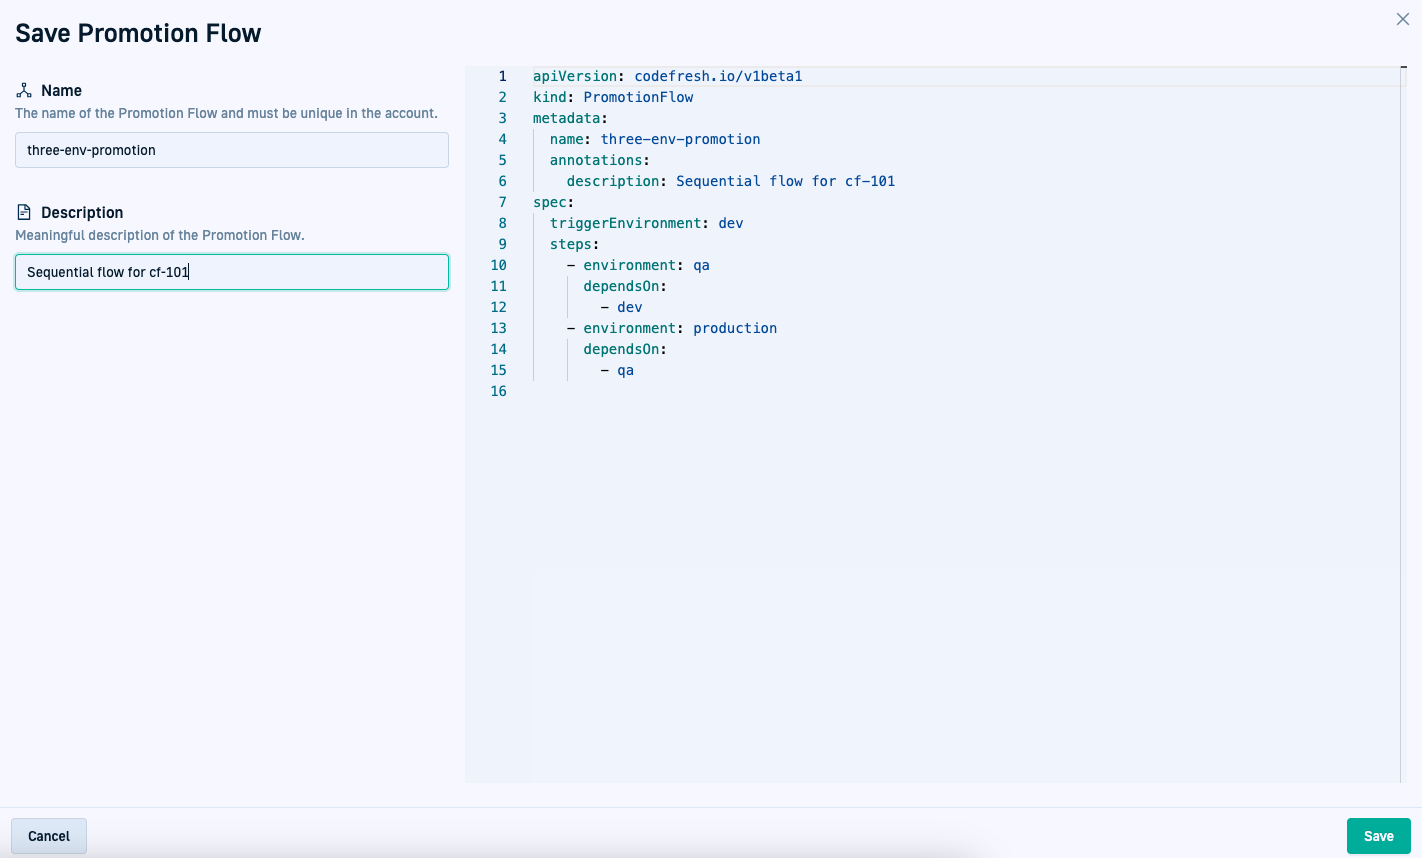 Save Promotion Flow
Name
The name of the Promotion Flow and must be unique in the account.
three-env-promotion
Description
Meaningful description of the Promotion Flow.
Sequential flow for cf-101
1 apiVersion: codefresh.io/v1beta1
2 kind: PromotionFlow
3 metadata:
4   name: three-env-promotion
5   annotations:
6     description: Sequential flow for cf-101
7 spec:
8   triggerEnvironment: dev
9   steps:
10     - environment: qa
11       dependsOn:
12         - dev
13     - environment: production
14       dependsOn:
15         - qa
16
Cancel
Save